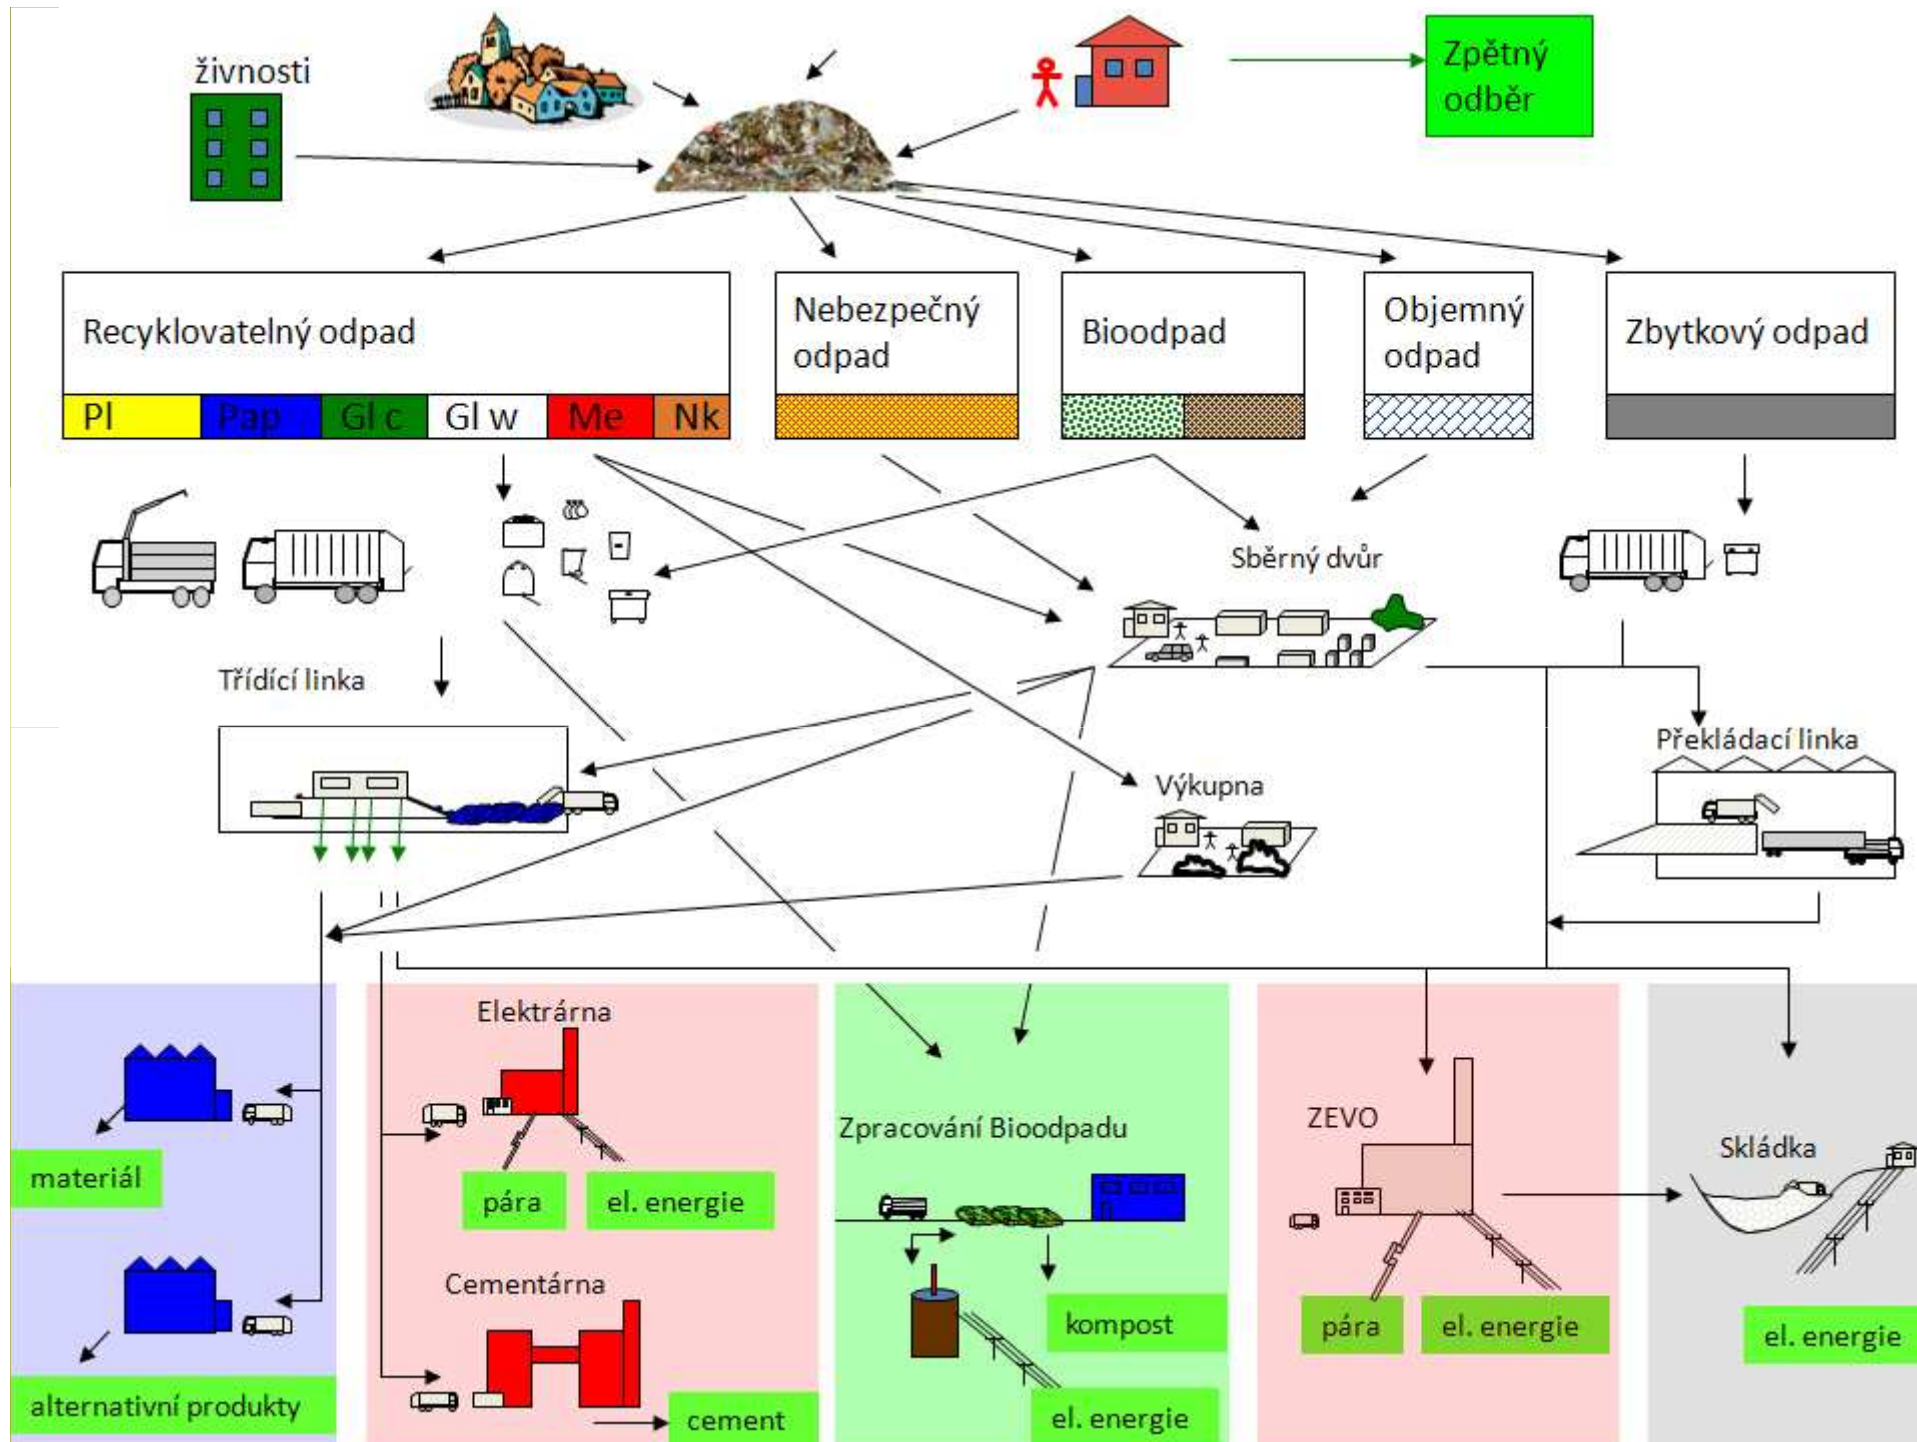 živnosti
Zpětný
odběr
Recyklovatelný odpad
Nebezpečný
odpad
Bioodpad
Objemný
odpad
Zbytkový odpad
Pl
Pap
Gl c
Gl w
Me
Nk
Sběrný dvůr
Třídící linka
Překládací linka
Výkupna
Elektrárna
materiál
pára
el. energie
Cementárna
alternativní produkty
cement
Zpracování Bioodpadu
kompost
el. energie
ZEVO
pára
el. energie
Skládka
el. energie